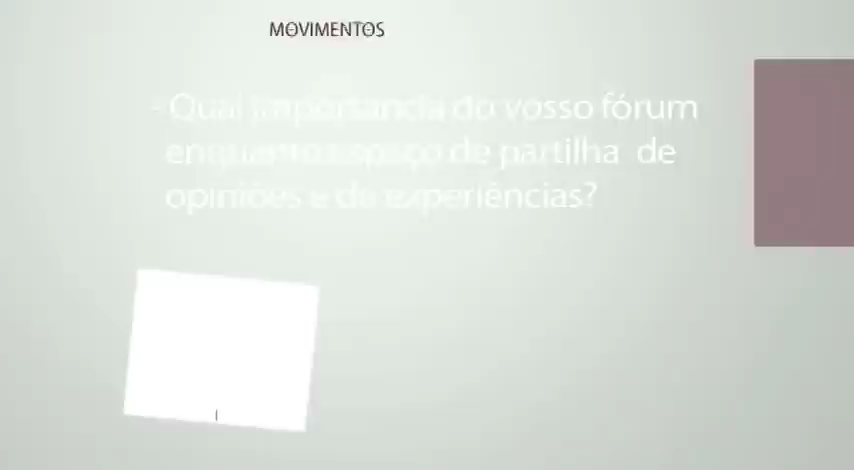 MOVIMENTOS
- Qual importancia do vosso fórum
enquanto espaço de partilha de
opiniões e de experiências?